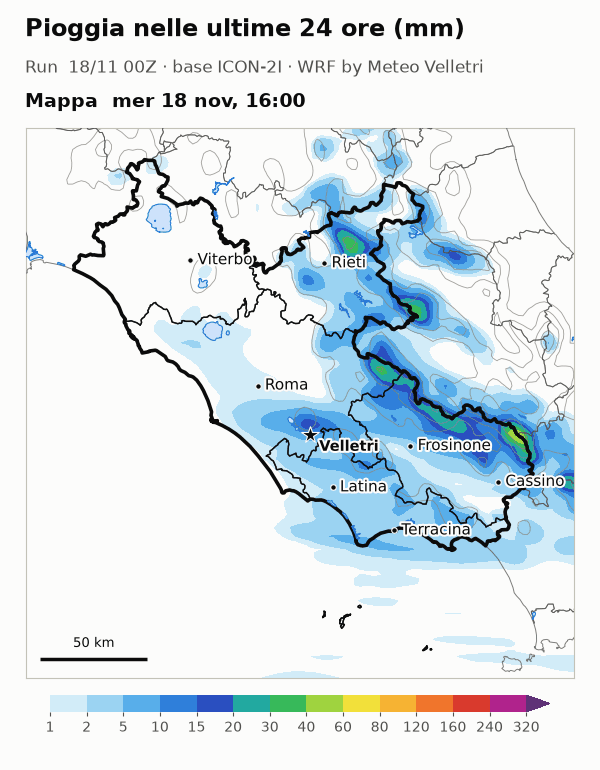 Pioggia nelle ultime 24 ore (mm)
Run 18/11 00Z · base ICON-2I · WRF by Meteo Velletri
Mappa mer 18 nov, 16:00
Viterbo
Rieti
Roma
Velletri
Frosinone
Latina
Cassino
Terracina
50 km
1 2 5 10 15 20 30 40 60 80 120 160 240 320